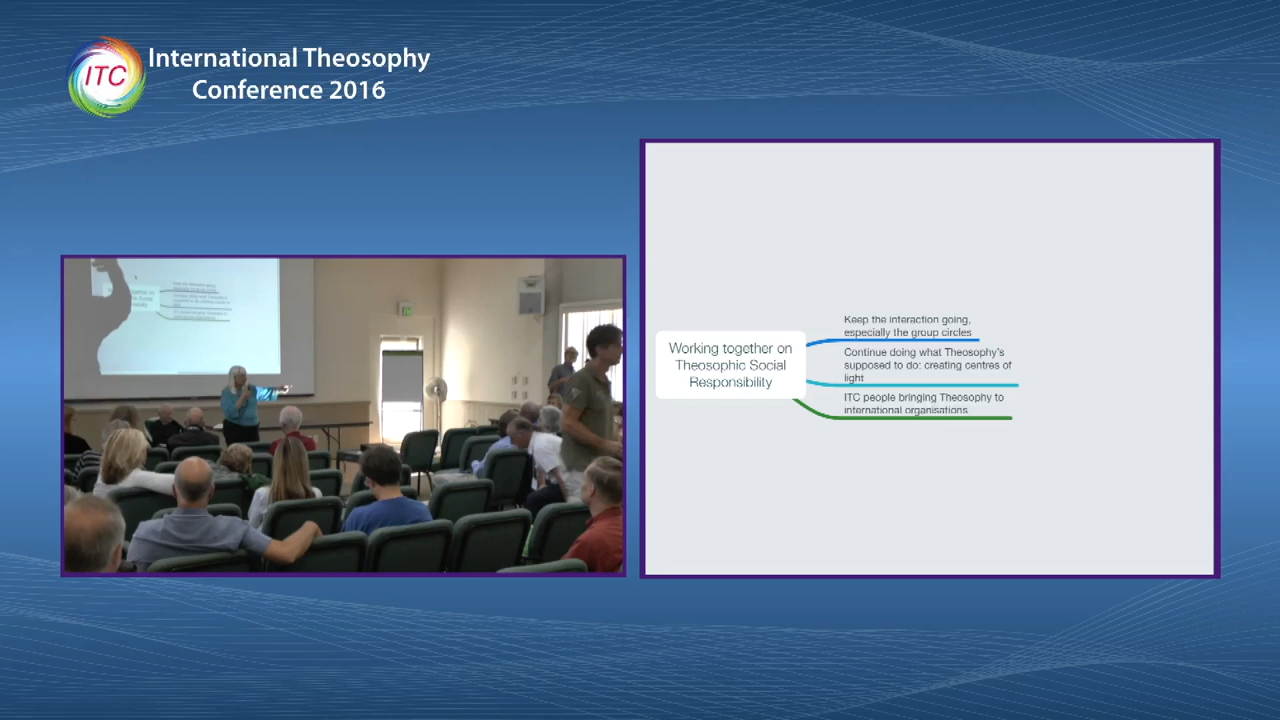 ITC
International Theosophy
Conference 2016
Working together on
Theosophic Social
Responsibility
Keep the interaction going,
especially the group circles
Continue doing what Theosophy's
supposed to do: creating centres of
light
ITC people bringing Theosophy to
international organisations